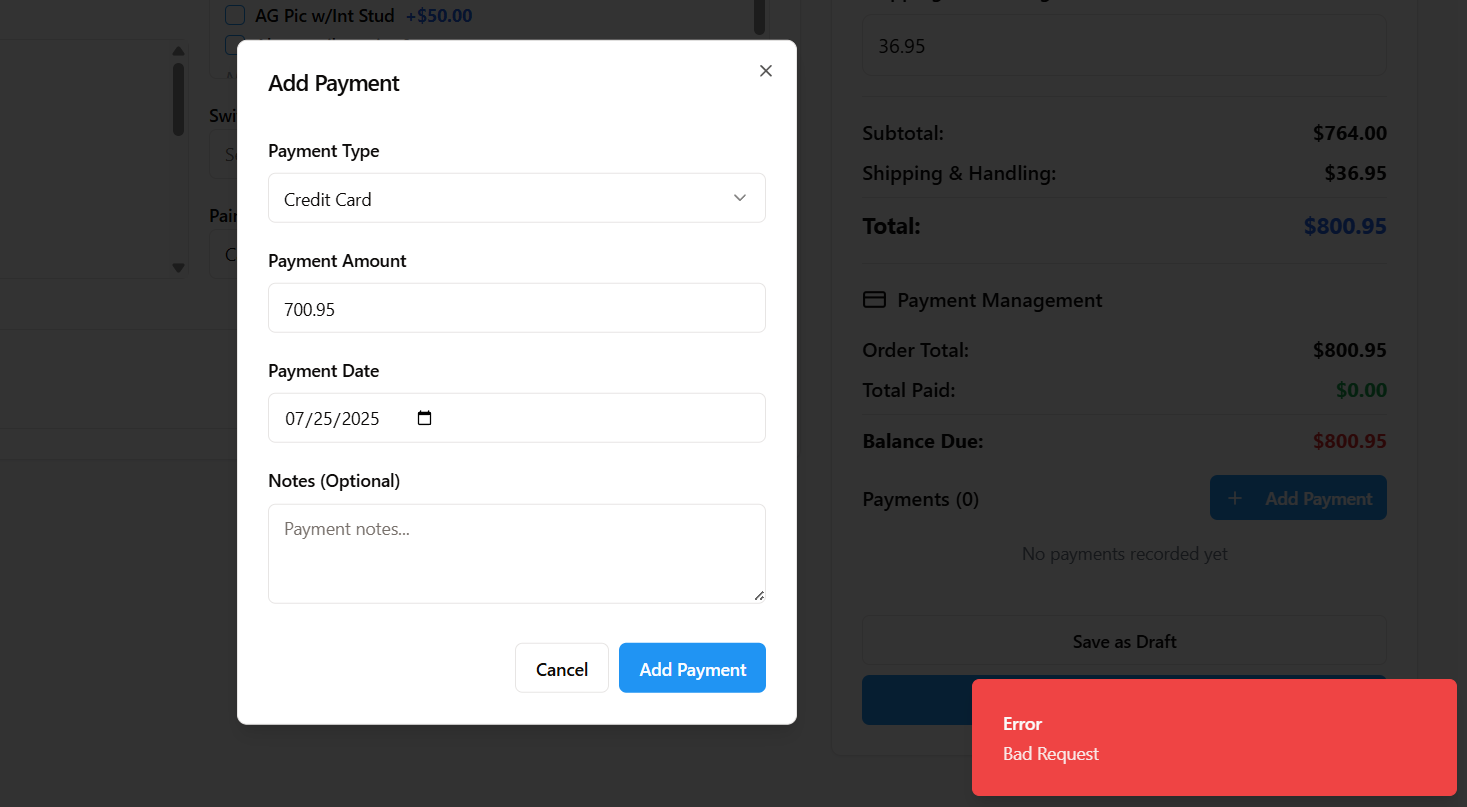 AG Pic w/Int Stud +$50.00
Add Payment
Payment Type
Credit Card
Payment Amount
700.95
Payment Date
07/25/2025
Notes (Optional)
Payment notes...
Cancel
Add Payment
36.95
Subtotal: $764.00
Shipping & Handling: $36.95
Total: $800.95
Payment Management
Order Total: $800.95
Total Paid: $0.00
Balance Due: $800.95
Payments (0)
+ Add Payment
No payments recorded yet
Save as Draft
Error
Bad Request